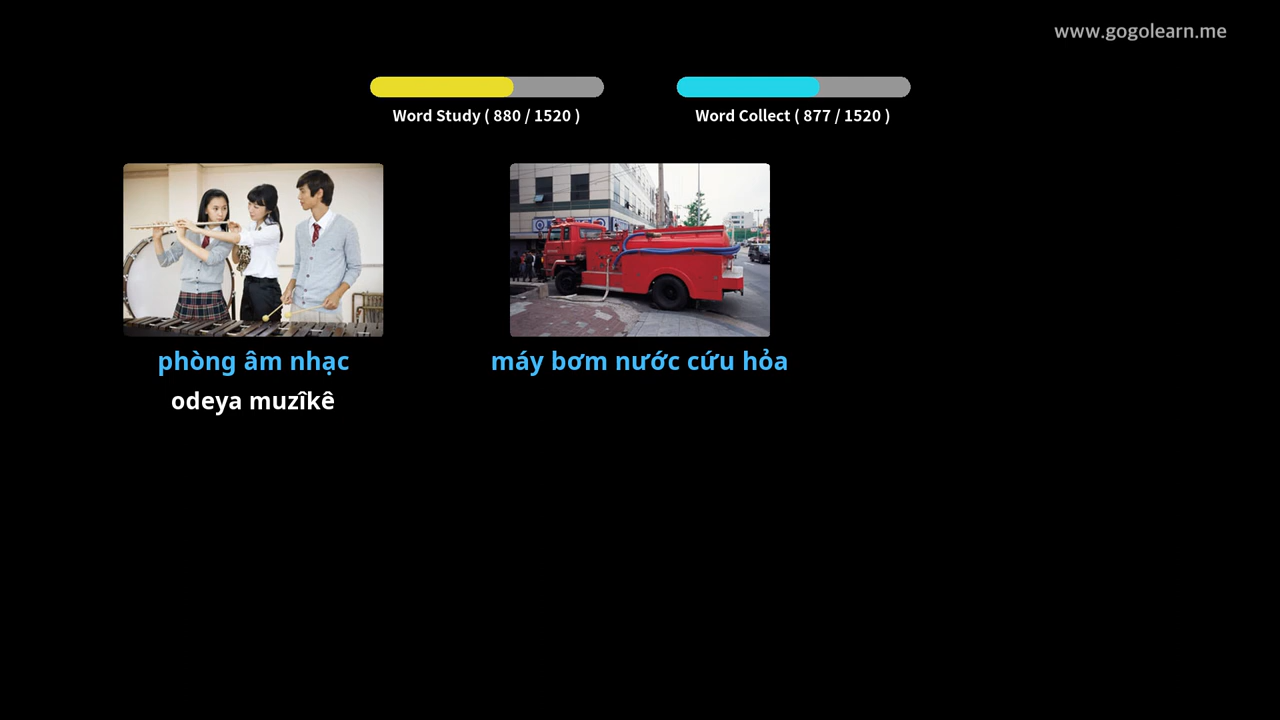 www.gogolearn.me
Word Study ( 880 / 1520 )
Word Collect ( 877 / 1520 )
phòng âm nhạc
odeya muzîkê
máy bơm nước cứu hỏa